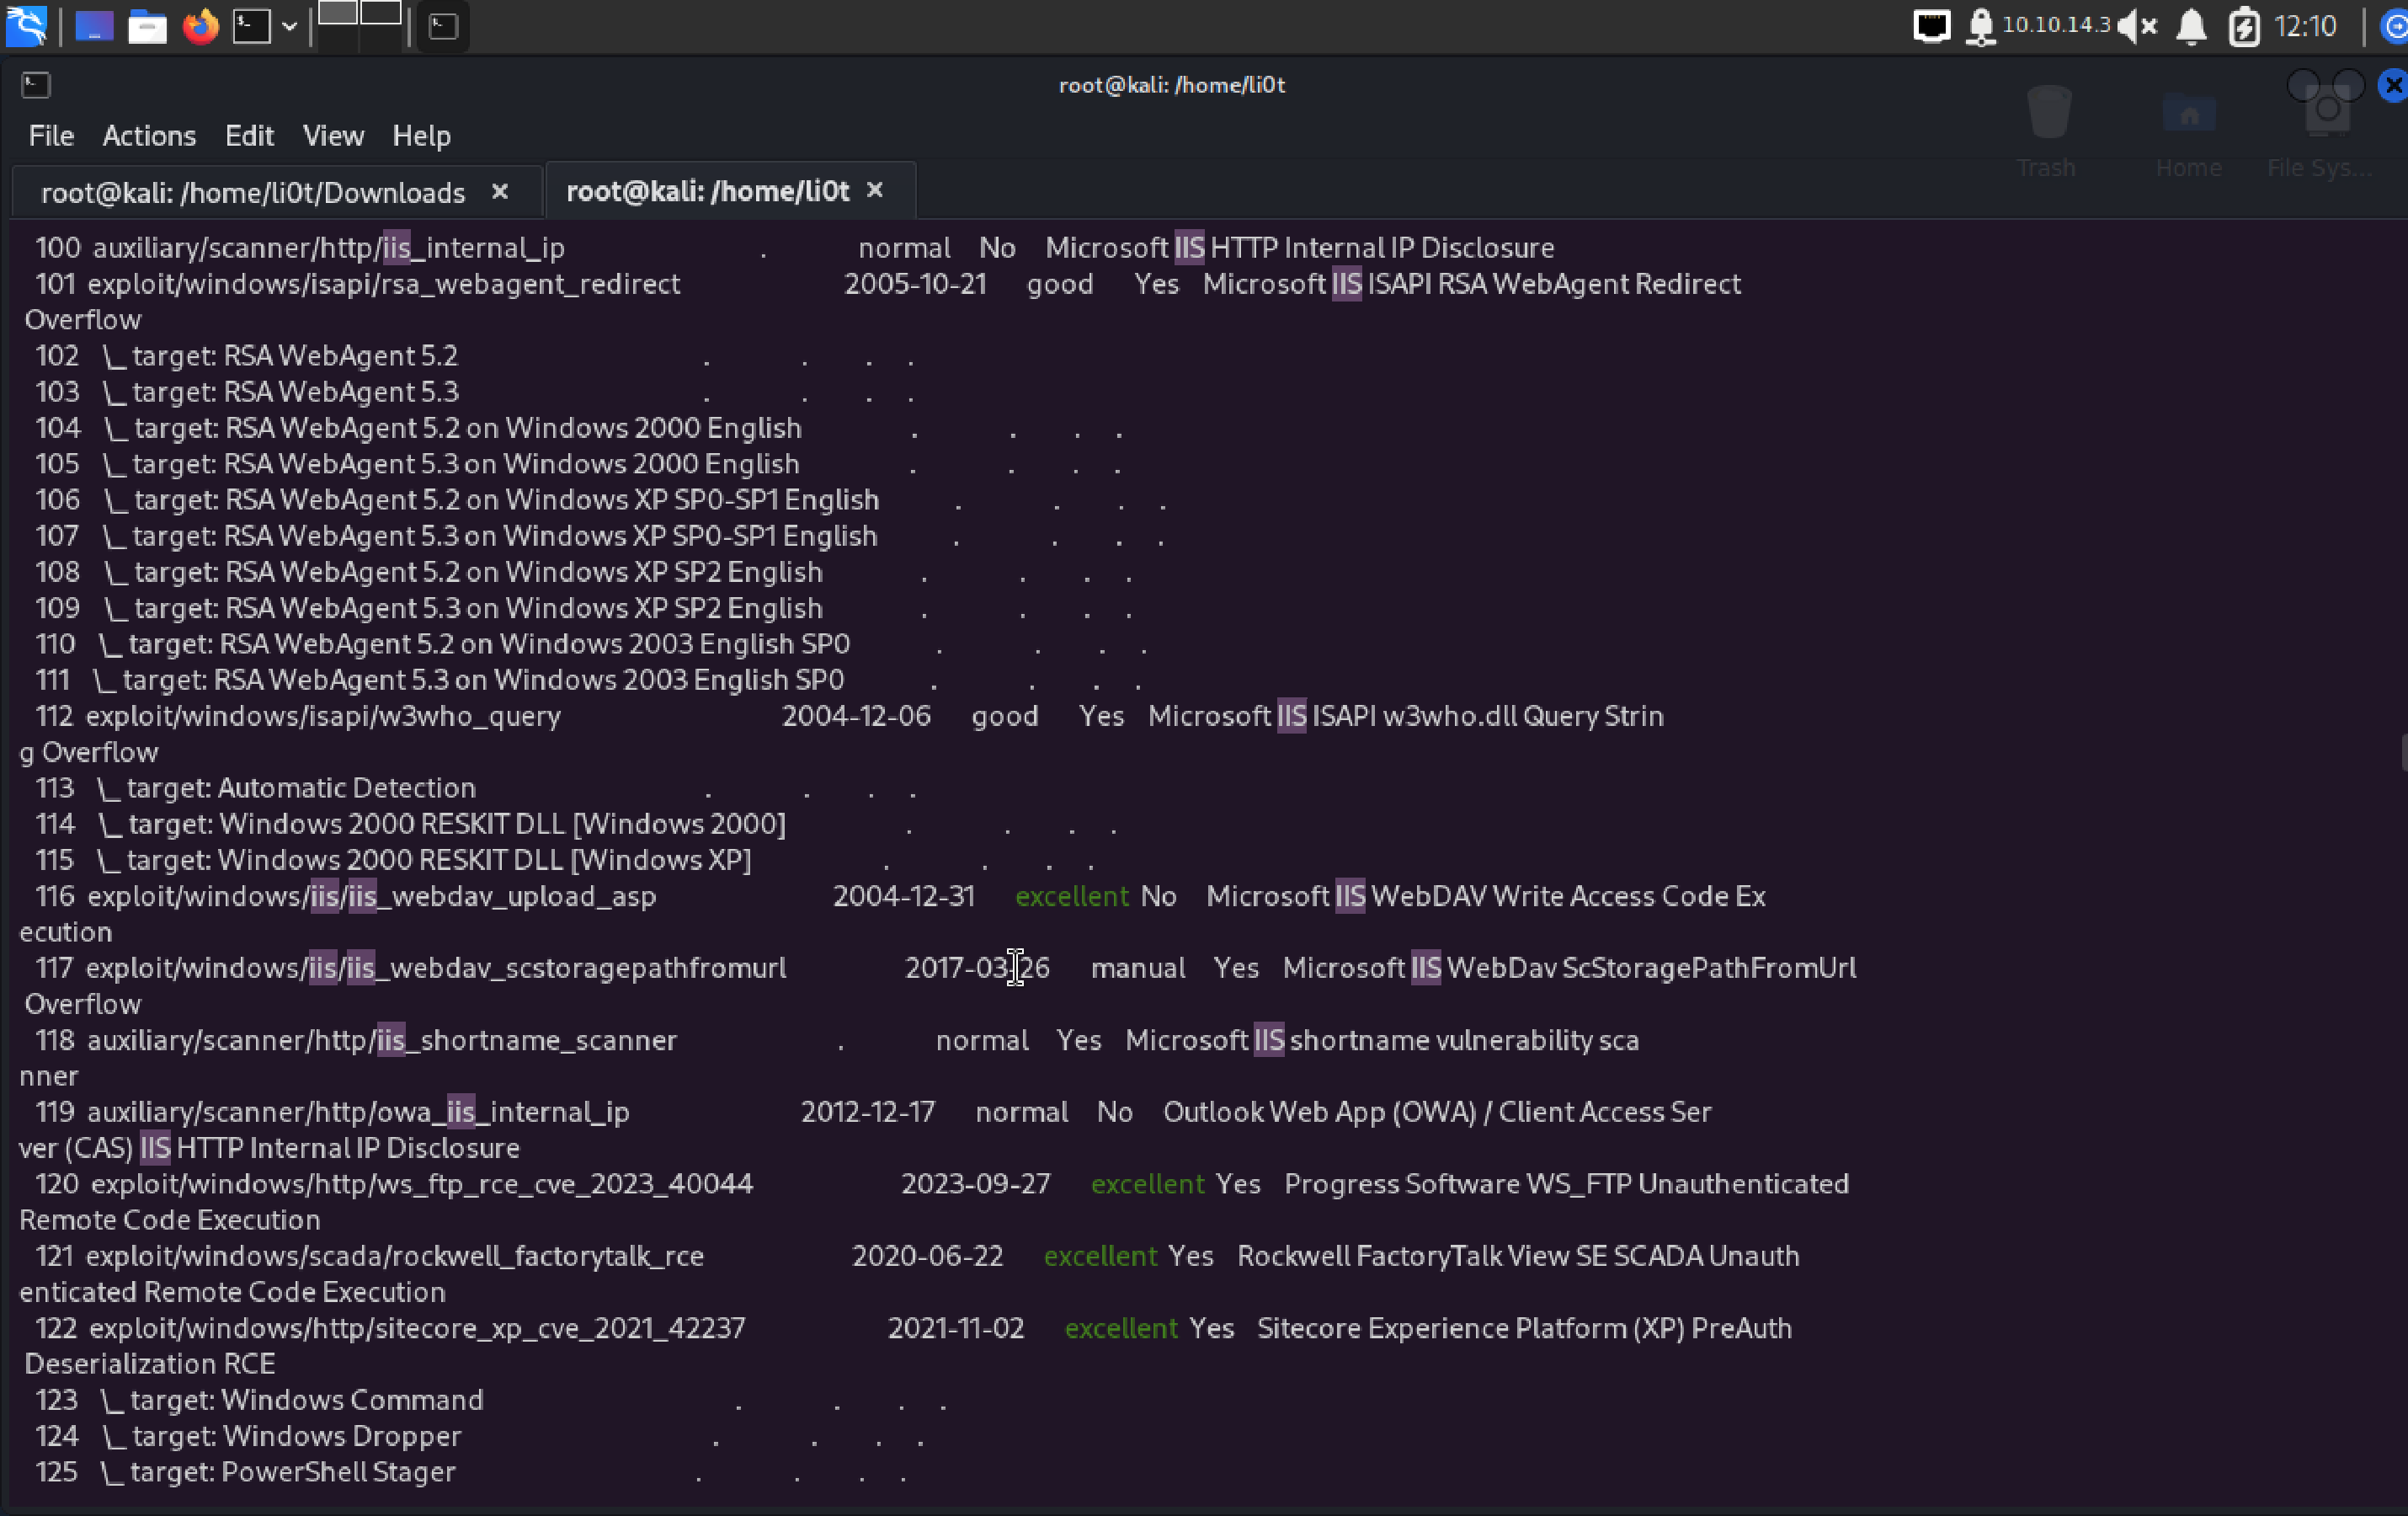 10.10.14.3
12:10
root@kali: /home/li0t
Trash Home File Sys...
File Actions Edit View Help
root@kali: /home/li0t/Downloads
root@kali: /home/li0t
100 auxiliary/scanner/http/iis_internal_ip . normal No Microsoft IIS HTTP Internal IP Disclosure
101 exploit/windows/isapi/rsa_webagent_redirect 2005-10-21 good Yes Microsoft IIS ISAPI RSA WebAgent Redirect
Overflow
102 \_ target: RSA WebAgent 5.2 . . . .
103 \_ target: RSA WebAgent 5.3 . . . .
104 \_ target: RSA WebAgent 5.2 on Windows 2000 English . . . .
105 \_ target: RSA WebAgent 5.3 on Windows 2000 English . . . .
106 \_ target: RSA WebAgent 5.2 on Windows XP SP0-SP1 English . . . .
107 \_ target: RSA WebAgent 5.3 on Windows XP SP0-SP1 English . . . .
108 \_ target: RSA WebAgent 5.2 on Windows XP SP2 English . . . .
109 \_ target: RSA WebAgent 5.3 on Windows XP SP2 English . . . .
110 \_ target: RSA WebAgent 5.2 on Windows 2003 English SP0 . . . .
111 \_ target: RSA WebAgent 5.3 on Windows 2003 English SP0 . . . .
112 exploit/windows/isapi/w3who_query 2004-12-06 good Yes Microsoft IIS ISAPI w3who.dll Query Strin
g Overflow
113 \_ target: Automatic Detection . . . .
114 \_ target: Windows 2000 RESKIT DLL [Windows 2000] . . . .
115 \_ target: Windows 2000 RESKIT DLL [Windows XP] . . . .
116 exploit/windows/iis/iis_webdav_upload_asp 2004-12-31 excellent No Microsoft IIS WebDAV Write Access Code Ex
ecution
117 exploit/windows/iis/iis_webdav_scstoragepathfromurl 2017-03-26 manual Yes Microsoft IIS WebDav ScStoragePathFromUrl
Overflow
118 auxiliary/scanner/http/iis_shortname_scanner . normal Yes Microsoft IIS shortname vulnerability sca
nner
119 auxiliary/scanner/http/owa_iis_internal_ip 2012-12-17 normal No Outlook Web App (OWA) / Client Access Ser
ver (CAS) IIS HTTP Internal IP Disclosure
120 exploit/windows/http/ws_ftp_rce_cve_2023_40044 2023-09-27 excellent Yes Progress Software WS_FTP Unauthenticated
Remote Code Execution
121 exploit/windows/scada/rockwell_factorytalk_rce 2020-06-22 excellent Yes Rockwell FactoryTalk View SE SCADA Unauth
enticated Remote Code Execution
122 exploit/windows/http/sitecore_xp_cve_2021_42237 2021-11-02 excellent Yes Sitecore Experience Platform (XP) PreAuth
Deserialization RCE
123 \_ target: Windows Command . . . .
124 \_ target: Windows Dropper . . . .
125 \_ target: PowerShell Stager . . . .